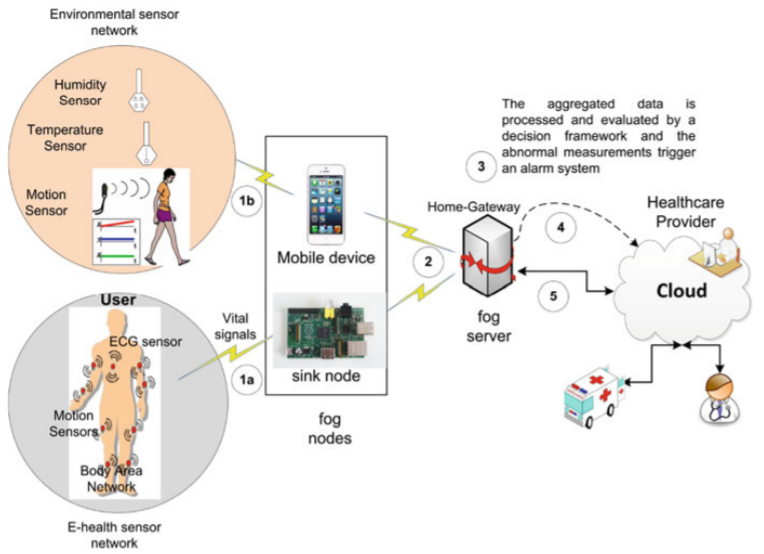 Environmental sensor
network
Humidity
Sensor
Temperature
Sensor
Motion
Sensor
1b
Mobile device
User
ECG sensor
Motion
Sensors
Body Area
Network
E-health sensor
network
Vital
signals
1a
sink node
fog
nodes
2
The aggregated data is
processed and evaluated by a
decision framework and the
abnormal measurements trigger
an alarm system
3
Home-Gateway
fog
server
4
5
Healthcare
Provider
Cloud